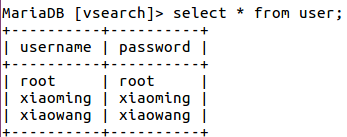 MariaDB [vsearch]> select * from user;
+----------+----------+
| username | password |
+----------+----------+
| root     | root     |
| xiaoming | xiaoming |
| xiaowang | xiaowang |
+----------+----------+